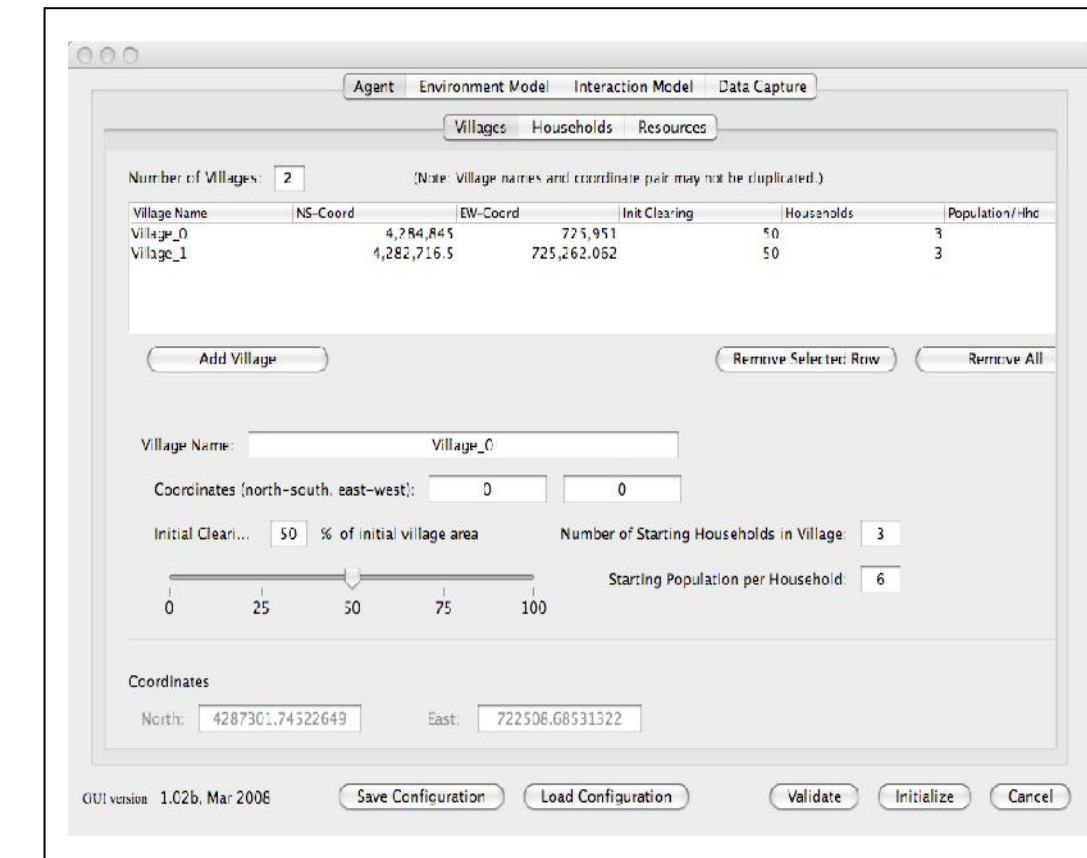 Agent Environment Model Interaction Model Data Capture
Villages Households Resources
Number of Villages: 2 (Note: Village names and coordinate pair may not be duplicated.)
Village Name NS-Coord EW-Coord Init Clearing Households Population/Hhd
Village_0 4,284,845 725,951 50 3
Village_1 4,282,716.5 725,262.062 50 3
Add Village Remove Selected Row Remove All
Village Name: Village_0
Coordinates (north-south, east-west): 0 0
Initial Cleari... 50 % of initial village area Number of Starting Households in Village: 3
Starting Population per Household: 6
0 25 50 75 100
Coordinates
North: 4287301.74522649 East: 722508.68531322
GUI version 1.02b, Mar 2008 Save Configuration Load Configuration Validate Initialize Cancel